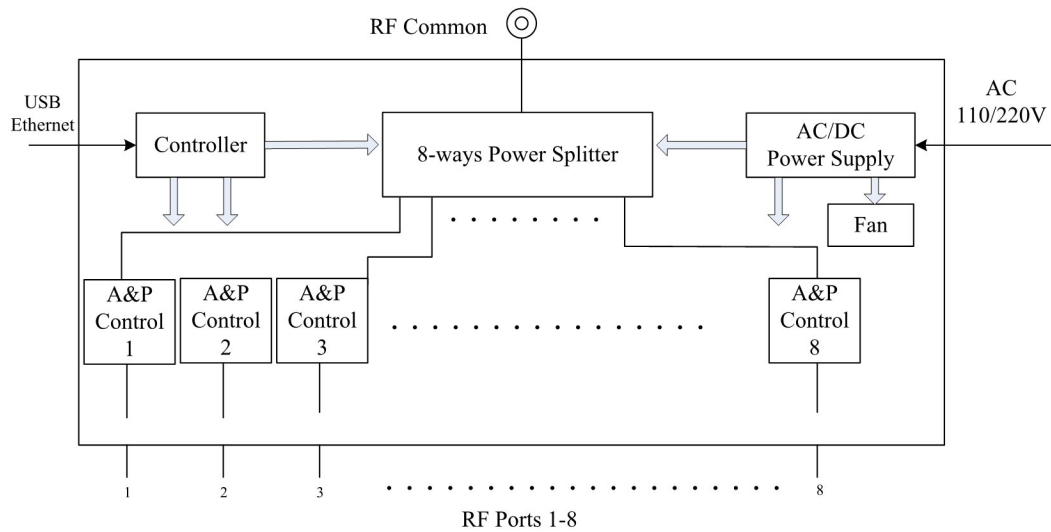 RF Common
USB
Ethernet
AC
110/220V
Controller
8-ways Power Splitter
AC/DC
Power Supply
Fan
A&P
Control
1
A&P
Control
2
A&P
Control
3
A&P
Control
8
1
2
3
8
RF Ports 1-8